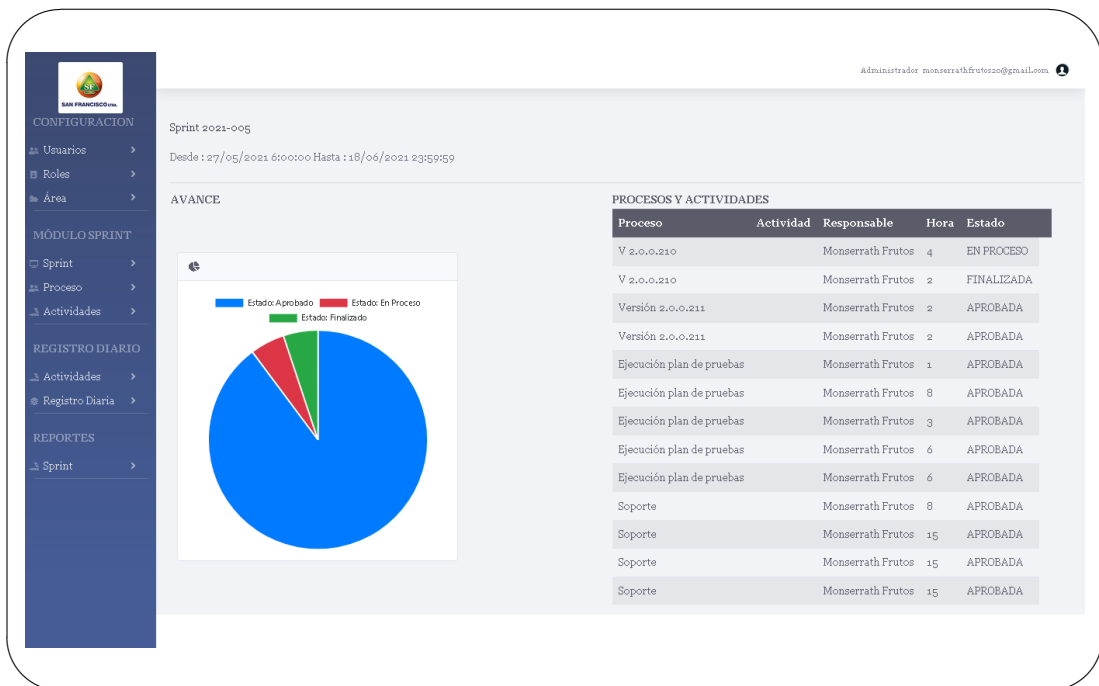 Administrador monserrathfrutos20@gmail.com
SF
SAN FRANCISCO LTDA.
CONFIGURACION
Usuarios
Roles
Área
MÓDULO SPRINT
Sprint
Proceso
Actividades
REGISTRO DIARIO
Actividades
Registro Diaria
REPORTES
Sprint
Sprint 2021-005
Desde : 27/05/2021 6:00:00 Hasta : 18/06/2021 23:59:59
AVANCE
Estado: Aprobado Estado: En Proceso
Estado: Finalizado
PROCESOS Y ACTIVIDADES
Proceso Actividad Responsable Hora Estado
V 2.0.0.210 Monserrath Frutos 4 EN PROCESO
V 2.0.0.210 Monserrath Frutos 2 FINALIZADA
Versión 2.0.0.211 Monserrath Frutos 2 APROBADA
Versión 2.0.0.211 Monserrath Frutos 2 APROBADA
Ejecución plan de pruebas Monserrath Frutos 1 APROBADA
Ejecución plan de pruebas Monserrath Frutos 8 APROBADA
Ejecución plan de pruebas Monserrath Frutos 3 APROBADA
Ejecución plan de pruebas Monserrath Frutos 6 APROBADA
Ejecución plan de pruebas Monserrath Frutos 6 APROBADA
Soporte Monserrath Frutos 8 APROBADA
Soporte Monserrath Frutos 15 APROBADA
Soporte Monserrath Frutos 15 APROBADA
Soporte Monserrath Frutos 15 APROBADA